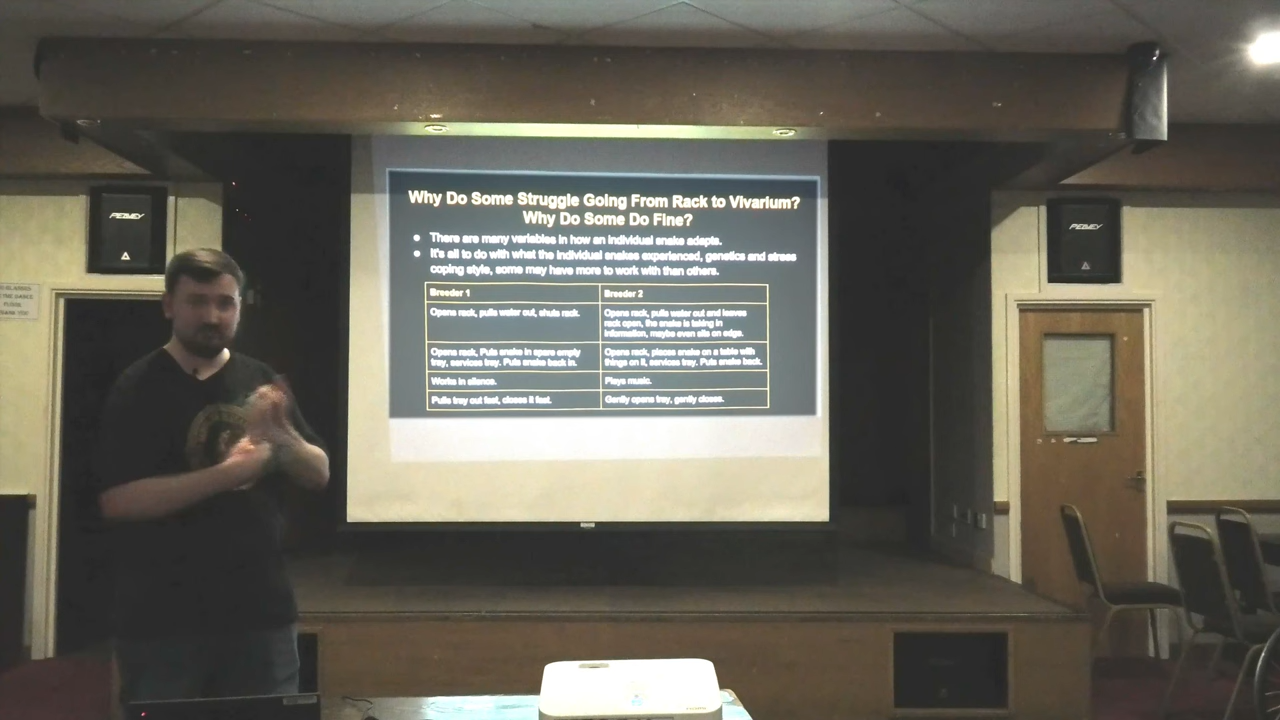 Why Do Some Struggle Going From Rack to Vivarium?
Why Do Some Do Fine?
There are many variables in how an individual snake adapts.
It's all to do with what the individual snakes experienced, genetics and stress
coping style, some may have more to work with than others.
Breeder 1
Breeder 2
Opens rack, pulls water out, shuts rack.
Opens rack, pulls water out and leaves
rack open, the snake is taking in
information, maybe even sits on edge.
Opens rack, Puts snake in spare empty
tray, services tray. Puts snake back in.
Opens rack, places snake on a table with
things on it, services tray. Puts snake back.
Works in silence.
Plays music.
Pulls tray out fast, closes it fast.
Gently opens tray, gently closes.
PEAVEY
PEAVEY
THE DANCE
FLOOR